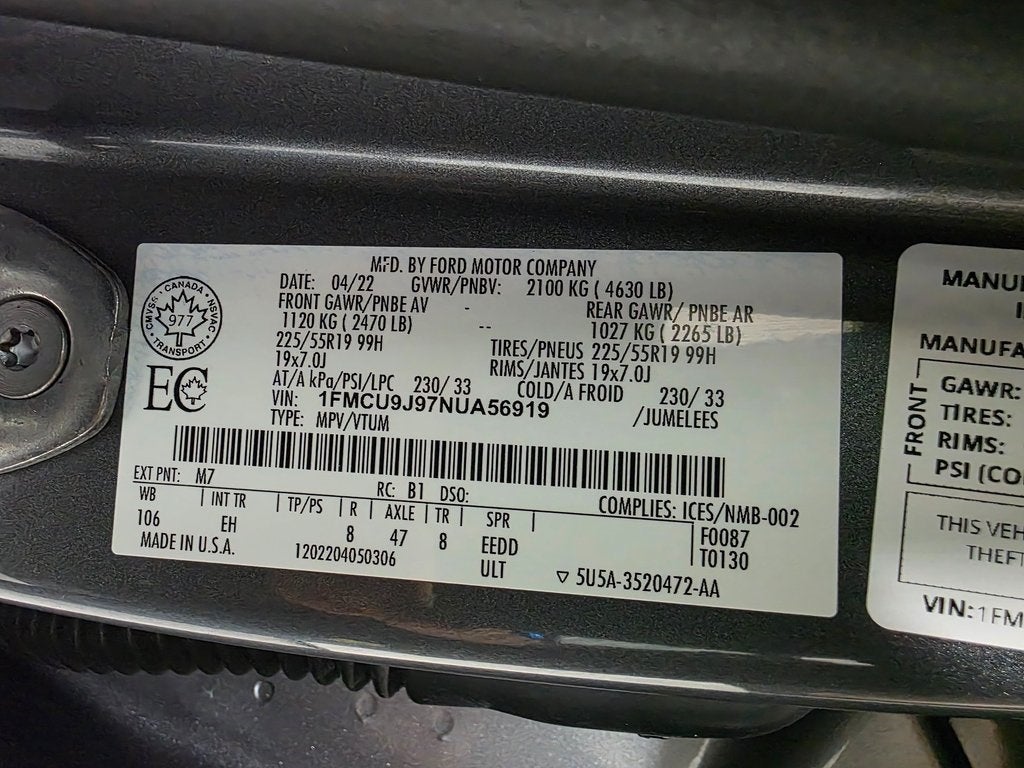 MFD. BY FORD MOTOR COMPANY
DATE: 04/22 GVWR/PNBV: 2100 KG ( 4630 LB)
FRONT GAWR/PNBE AV - REAR GAWR/ PNBE AR
1120 KG ( 2470 LB) -- 1027 KG ( 2265 LB)
225/55R19 99H TIRES/PNEUS 225/55R19 99H
19x7.0J RIMS/JANTES 19x7.0J
AT/A kPa/PSI/LPC 230/ 33 COLD/A FROID 230/ 33
VIN: 1FMCU9J97NUA56919 /JUMELEES
TYPE: MPV/VTUM
CANADA
CMVSS 977 NSVAC
TRANSPORT
EC
EXT PNT: M7 RC: B1 DSO: COMPLIES: ICES/NMB-002
WB INT TR TP/PS R AXLE TR SPR F0087
106 EH 8 47 8 EEDD T0130
MADE IN U.S.A. 1202204050306 ULT 5U5A-3520472-AA
MANUFA
FRONT
GAWR:
TIRES:
RIMS:
PSI (CO
THIS VEH
THEFT
VIN:1FM